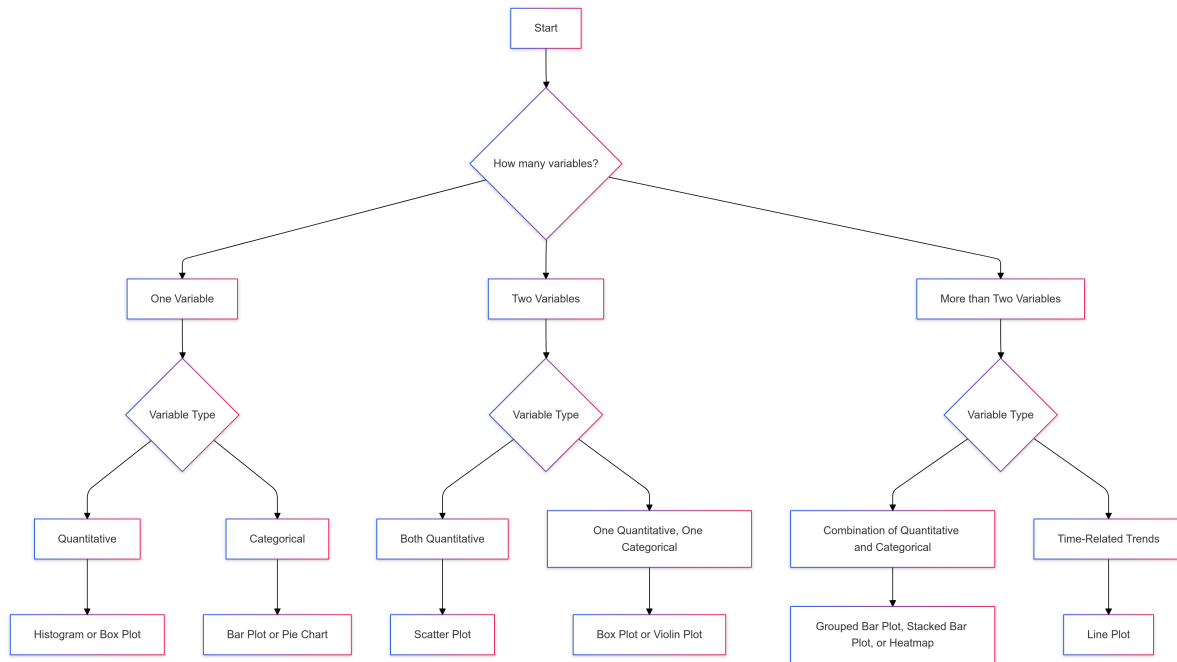 Start
How many variables?
One Variable
Two Variables
More than Two Variables
Variable Type
Variable Type
Variable Type
Quantitative
Categorical
Both Quantitative
One Quantitative, One
Categorical
Combination of Quantitative
and Categorical
Time-Related Trends
Histogram or Box Plot
Bar Plot or Pie Chart
Scatter Plot
Box Plot or Violin Plot
Grouped Bar Plot, Stacked Bar
Plot, or Heatmap
Line Plot